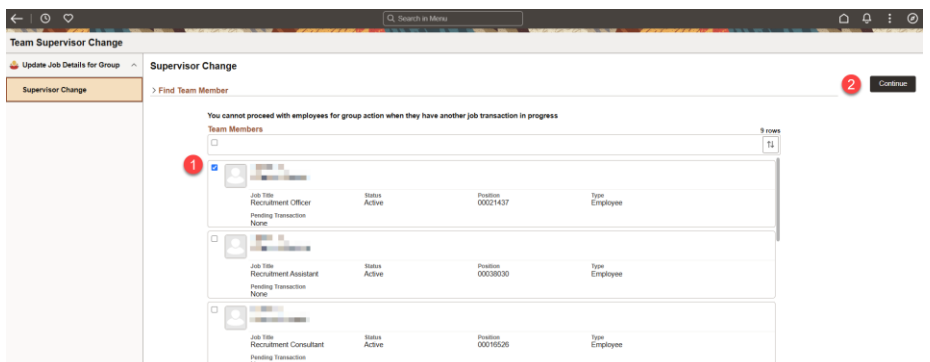 Search in Menu
Team Supervisor Change
Update Job Details for Group
Supervisor Change
Supervisor Change
> Find Team Member
2
Continue
You cannot proceed with employees for group action when they have another job transaction in progress
Team Members
9 rows
1
Job Title
Recruitment Officer
Status
Active
Position
00021437
Type
Employee
Pending Transaction
None
Job Title
Recruitment Assistant
Status
Active
Position
00038030
Type
Employee
Pending Transaction
None
Job Title
Recruitment Consultant
Status
Active
Position
00016526
Type
Employee
Pending Transaction